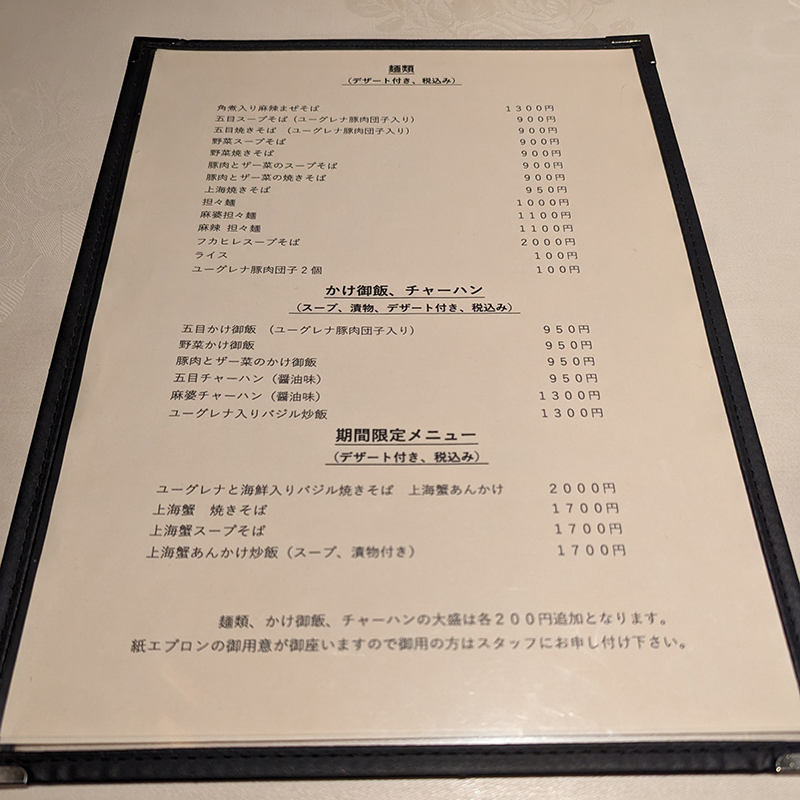 麺類
（デザート付き、税込み）
角煮入り麻辣まぜそば　１３００円
五目スープそば（ユーグレナ豚肉団子入り）　９００円
五目焼きそば　（ユーグレナ豚肉団子入り）　９００円
野菜スープそば　９００円
野菜焼きそば　９００円
豚肉とザー菜のスープそば　９００円
豚肉とザー菜の焼きそば　９００円
上海焼きそば　９５０円
担々麺　１０００円
麻婆担々麺　１１００円
麻辣 担々麺　１１００円
フカヒレスープそば　２０００円
ライス　１００円
ユーグレナ豚肉団子２個　１００円
かけ御飯、チャーハン
（スープ、漬物、デザート付き、税込み）
五目かけ御飯　（ユーグレナ豚肉団子入り）　９５０円
野菜かけ御飯　９５０円
豚肉とザー菜のかけ御飯　９５０円
五目チャーハン（醤油味）　９５０円
麻婆チャーハン（醤油味）　１３００円
ユーグレナ入りバジル炒飯　１３００円
期間限定メニュー
（デザート付き、税込み）
ユーグレナと海鮮入りバジル焼きそば　上海蟹あんかけ　２０００円
上海蟹　焼きそば　１７００円
上海蟹スープそば　１７００円
上海蟹あんかけ炒飯（スープ、漬物付き）　１７００円
麺類、かけ御飯、チャーハンの大盛は各２００円追加となります。
紙エプロンの御用意が御座いますので御用の方はスタッフにお申し付け下さい。